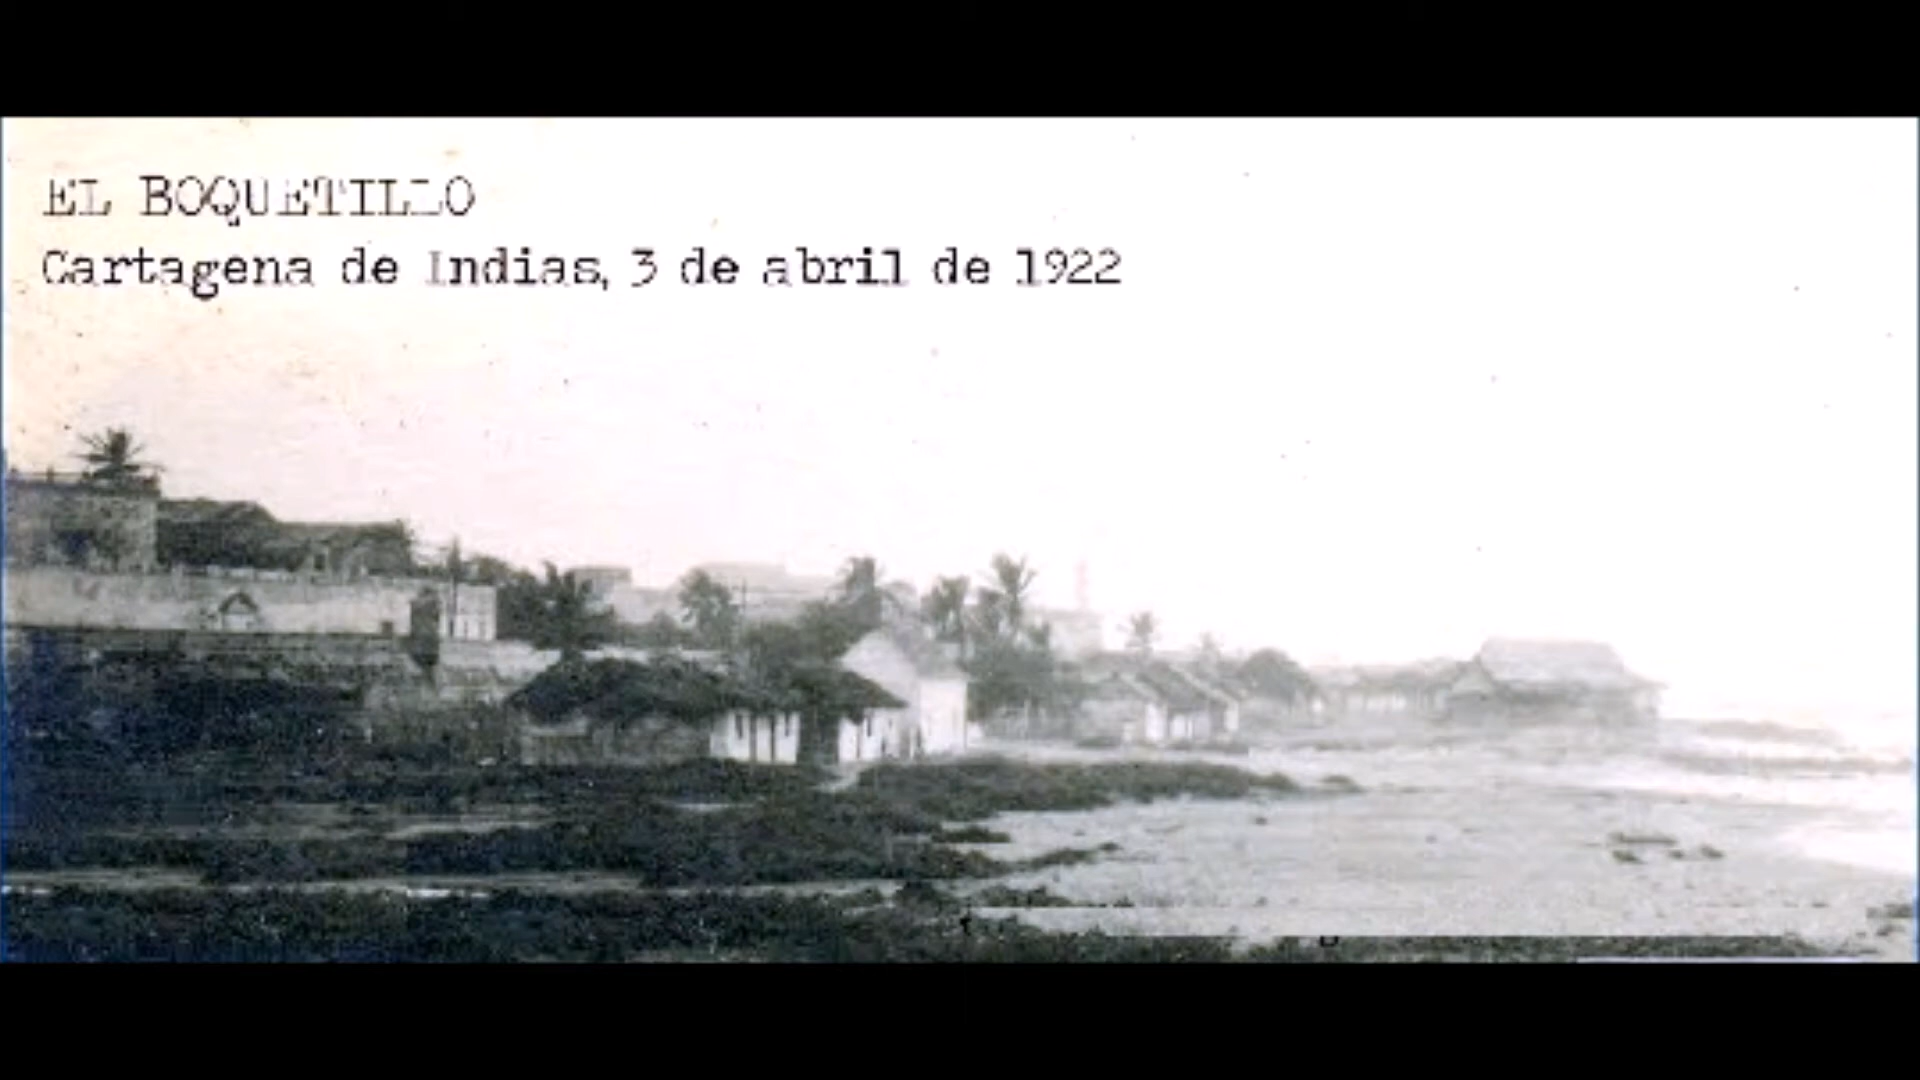 EL BOQUETILLO
Cartagena de Indias, 3 de abril de 1922